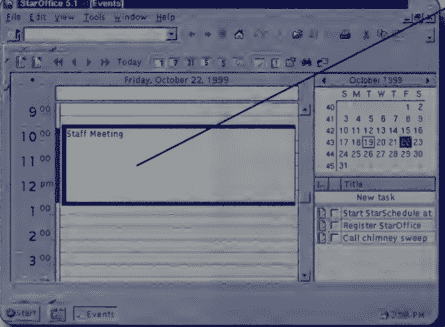 StarOffice 5.1 - [Events]
File Edit View Tools Window Help
Today
Friday, October 22, 1999
October 1999
S M T W T F S
40 1 2
41 3 4 5 6 7 8 9
42 10 11 12 13 14 15 16
43 17 18 19 20 21 22 23
44 24 25 26 27 28 29 30
45 31
9 00
10 00
Staff Meeting
11 00
12 pm
1 00
2 00
3 00
Title
New task
Start StarSchedule at
Register StarOffice
Call chimney sweep
Start
Events